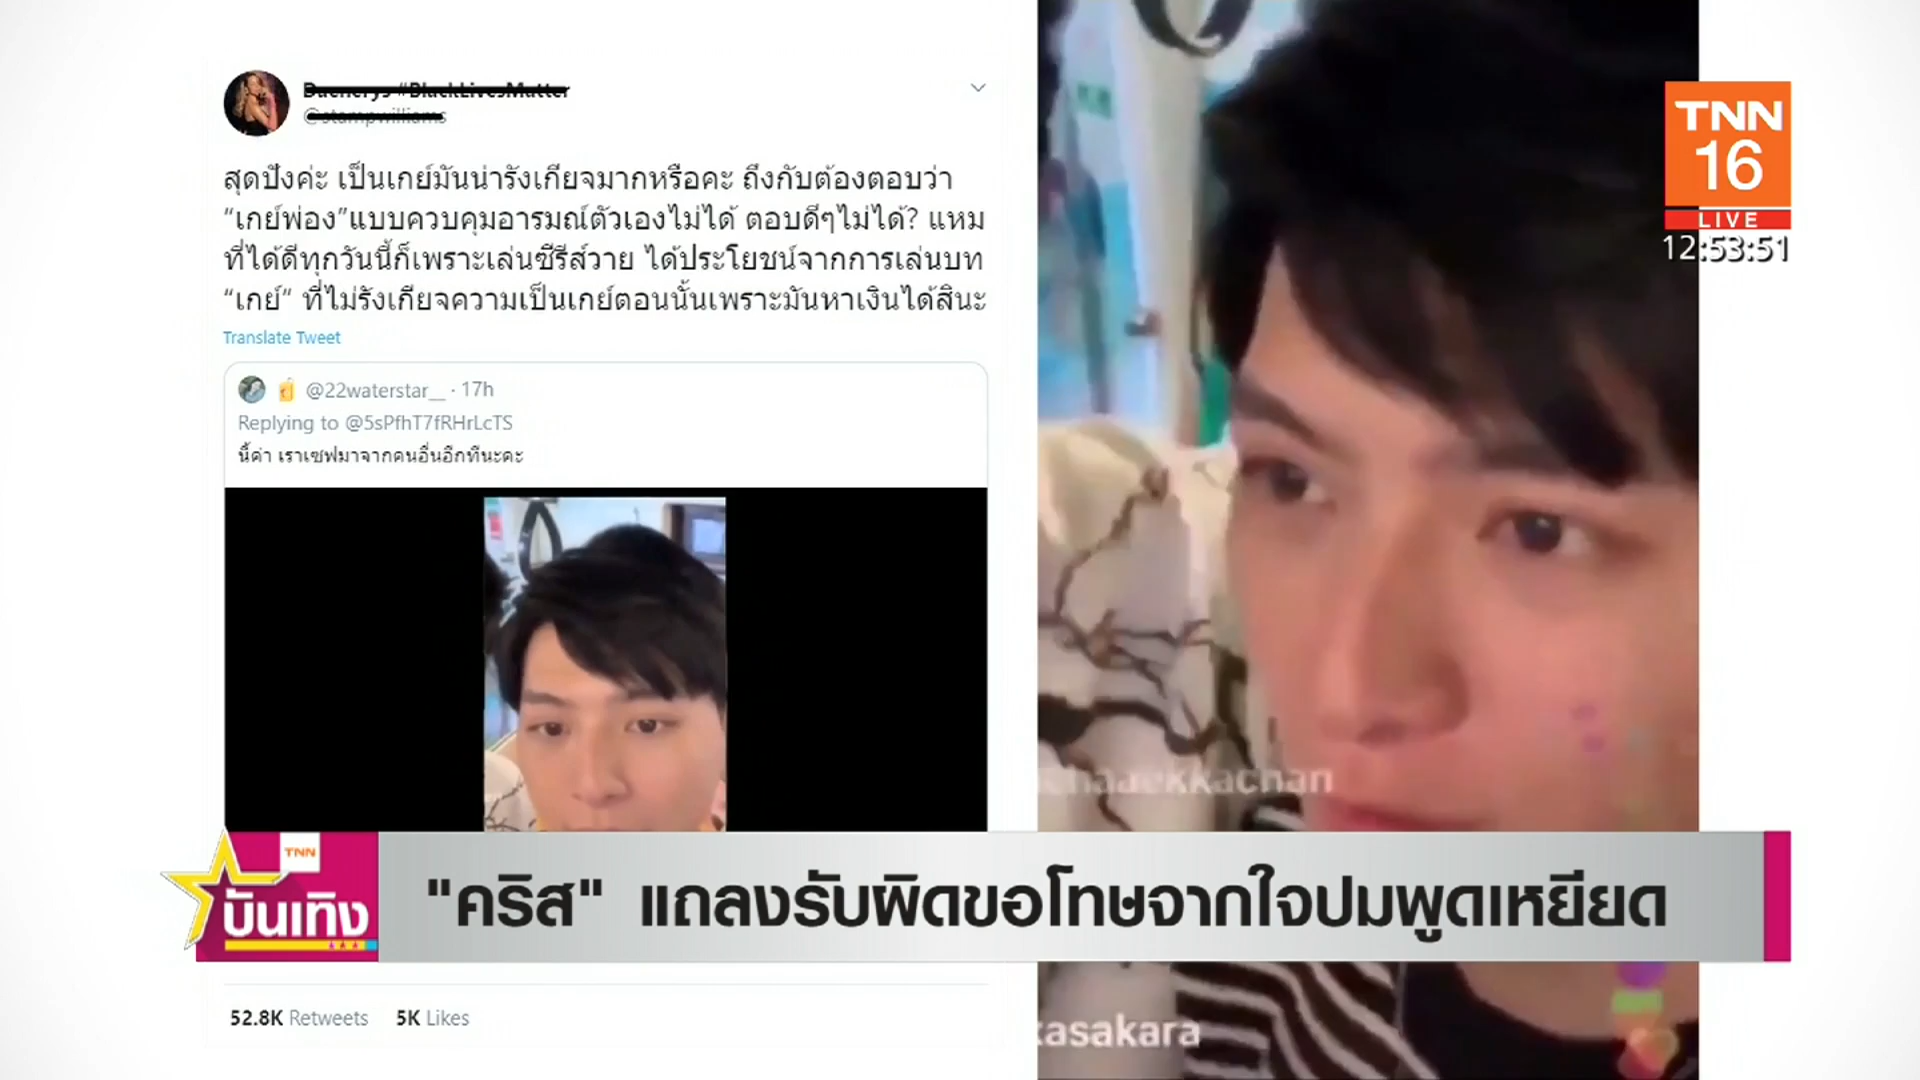 Daenerys #BlackLivesMatter
@stampwilliams
สุดปังค่ะ เป็นเกย์มันน่ารังเกียจมากหรือคะ ถึงกับต้องตอบว่า
“เกย์พ่อง”แบบควบคุมอารมณ์ตัวเองไม่ได้ ตอบดีๆไม่ได้? แหม
ที่ได้ดีทุกวันนี้ก็เพราะเล่นซีรีส์วาย ได้ประโยชน์จากการเล่นบท
“เกย์” ที่ไม่รังเกียจความเป็นเกย์ตอนนั้นเพราะมันหาเงินได้สินะ
Translate Tweet
@22waterstar__ · 17h
Replying to @5sPfhT7fRHrLcTS
นี้ค่า เราเซฟมาจากคนอื่นอีกทีนะคะ
52.8K Retweets 5K Likes
TNN
16
LIVE
12:53:51
chaaekkachan
TNN
บันเทิง
"คริส" แถลงรับผิดขอโทษจากใจปมพูดเหยียด
kasakara